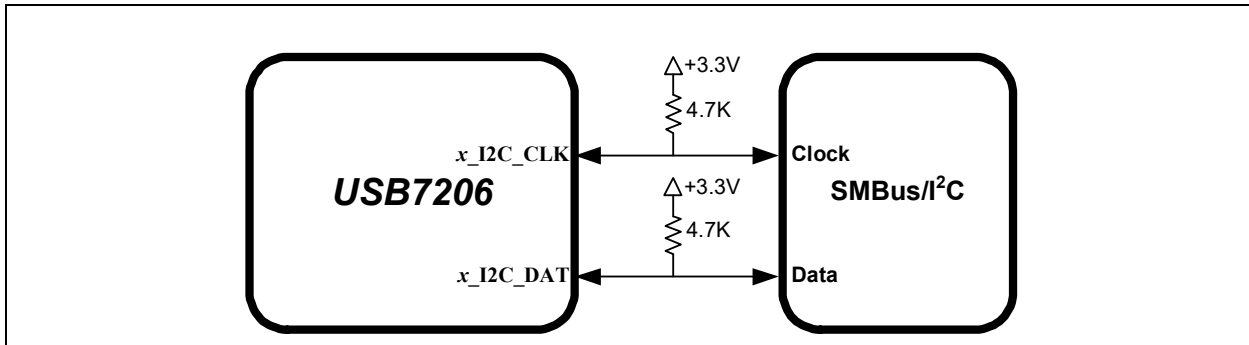 +3.3V
4.7K
x_I2C_CLK
Clock
USB7206
+3.3V
SMBus/I²C
4.7K
x_I2C_DAT
Data